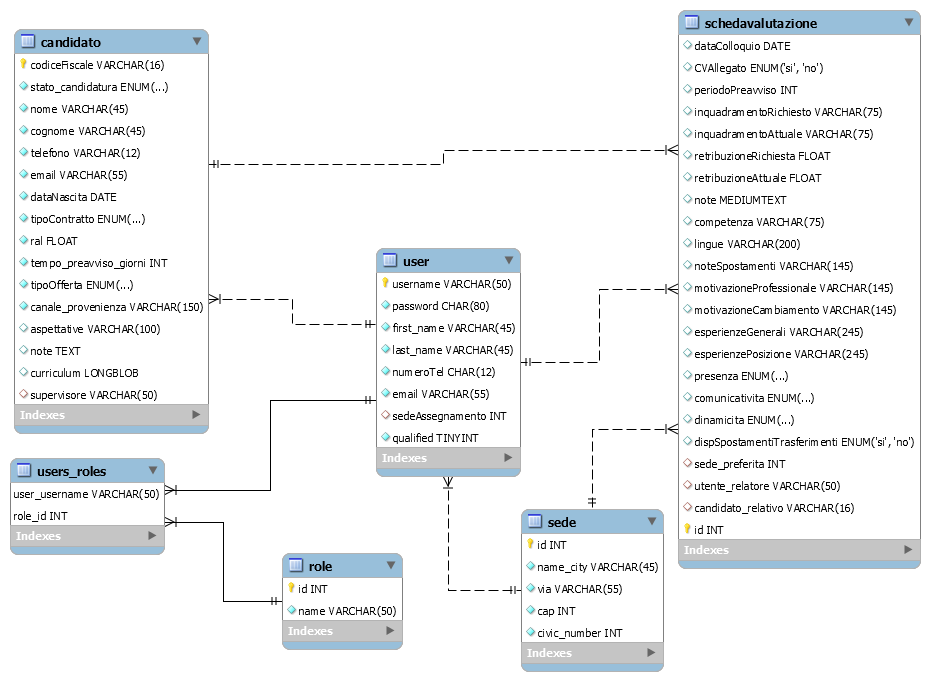 candidato
codiceFiscale VARCHAR(16)
stato_candidatura ENUM(...)
nome VARCHAR(45)
cognome VARCHAR(45)
telefono VARCHAR(12)
email VARCHAR(55)
dataNascita DATE
tipoContratto ENUM(...)
ral FLOAT
tempo_preavviso_giorni INT
tipoOfferta ENUM(...)
canale_provenienza VARCHAR(150)
aspettative VARCHAR(100)
note TEXT
curriculum LONGBLOB
supervisore VARCHAR(50)
Indexes
users_roles
user_username VARCHAR(50)
role_id INT
Indexes
role
id INT
name VARCHAR(50)
Indexes
user
username VARCHAR(50)
password CHAR(80)
first_name VARCHAR(45)
last_name VARCHAR(45)
numeroTel CHAR(12)
email VARCHAR(55)
sedeAssegnamento INT
qualified TINYINT
Indexes
sede
id INT
name_city VARCHAR(45)
via VARCHAR(55)
cap INT
civic_number INT
Indexes
schedavalutazione
dataColloquio DATE
CVAllegato ENUM('si', 'no')
periodoPreavviso INT
inquadramentoRichiesto VARCHAR(75)
inquadramentoAttuale VARCHAR(75)
retribuzioneRichiesta FLOAT
retribuzioneAttuale FLOAT
note MEDIUMTEXT
competenza VARCHAR(75)
lingue VARCHAR(200)
noteSpostamenti VARCHAR(145)
motivazioneProfessionale VARCHAR(145)
motivazioneCambiamento VARCHAR(145)
esperienzeGenerali VARCHAR(245)
esperienzePosizione VARCHAR(245)
presenza ENUM(...)
comunicativita ENUM(...)
dinamicita ENUM(...)
dispSpostamentiTrasferimenti ENUM('si', 'no')
sede_preferita INT
utente_relatore VARCHAR(50)
candidato_relativo VARCHAR(16)
id INT
Indexes